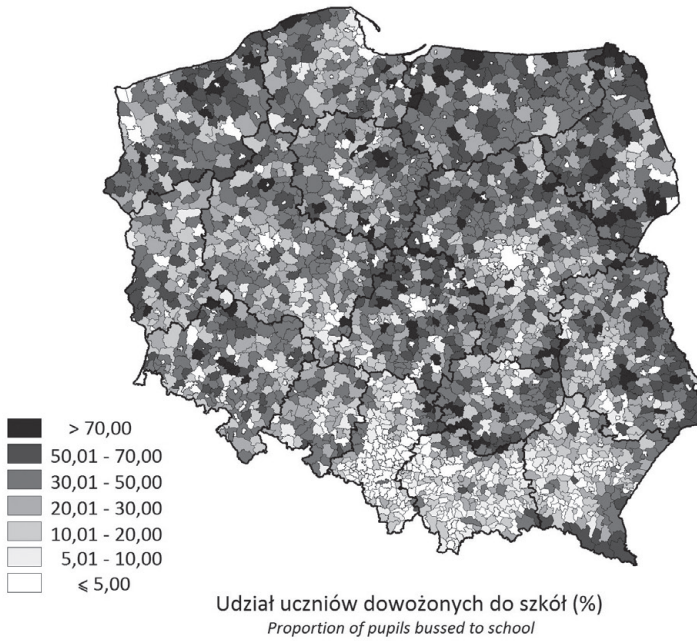 > 70,00
50,01 - 70,00
30,01 - 50,00
20,01 - 30,00
10,01 - 20,00
5,01 - 10,00
⩽ 5,00
Udział uczniów dowożonych do szkół (%)
Proportion of pupils bussed to school